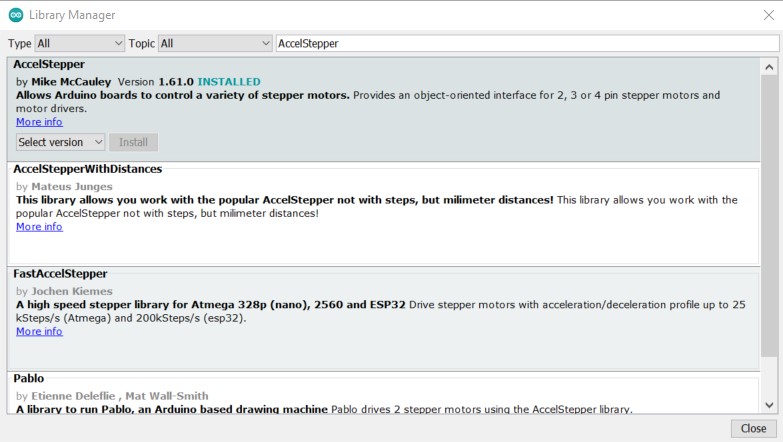 Library Manager
Type All Topic All AccelStepper
AccelStepper
by Mike McCauley Version 1.61.0 INSTALLED
Allows Arduino boards to control a variety of stepper motors. Provides an object-oriented interface for 2, 3 or 4 pin stepper motors and
motor drivers.
More info
Select version Install
AccelStepperWithDistances
by Mateus Junges
This library allows you work with the popular AccelStepper not with steps, but milimeter distances! This library allows you work with the
popular AccelStepper not with steps, but milimeter distances!
More info
FastAccelStepper
by Jochen Kiemes
A high speed stepper library for Atmega 328p (nano), 2560 and ESP32 Drive stepper motors with acceleration/deceleration profile up to 25
kSteps/s (Atmega) and 200kSteps/s (esp32).
More info
Pablo
by Etienne Deleflie , Mat Wall-Smith
A library to run Pablo, an Arduino based drawing machine Pablo drives 2 stepper motors using the AccelStepper library.
Close